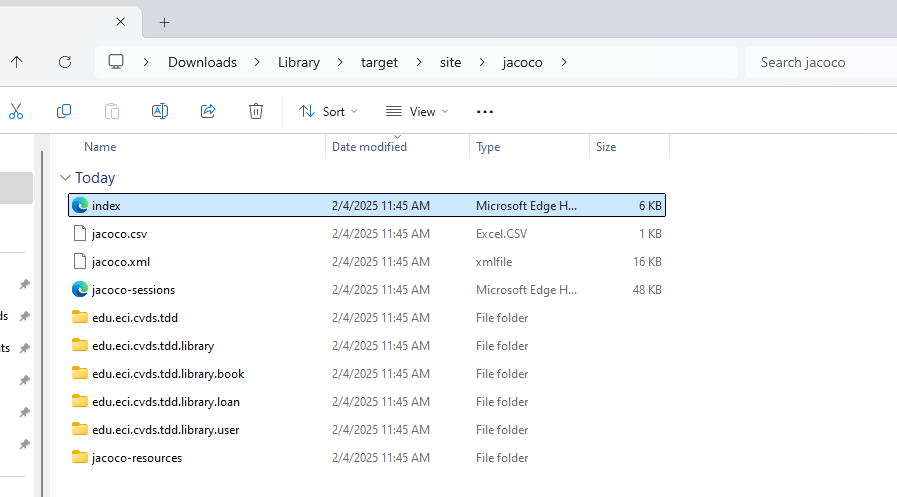 Downloads > Library > target > site > jacoco >
Search jacoco
Sort
View
Name Date modified Type Size
Today
index 2/4/2025 11:45 AM Microsoft Edge H... 6 KB
jacoco.csv 2/4/2025 11:45 AM Excel.CSV 1 KB
jacoco.xml 2/4/2025 11:45 AM xmlfile 16 KB
jacoco-sessions 2/4/2025 11:45 AM Microsoft Edge H... 48 KB
edu.eci.cvds.tdd 2/4/2025 11:45 AM File folder
ds
edu.eci.cvds.tdd.library 2/4/2025 11:45 AM File folder
nts
edu.eci.cvds.tdd.library.book 2/4/2025 11:45 AM File folder
edu.eci.cvds.tdd.library.loan 2/4/2025 11:45 AM File folder
edu.eci.cvds.tdd.library.user 2/4/2025 11:45 AM File folder
jacoco-resources 2/4/2025 11:45 AM File folder